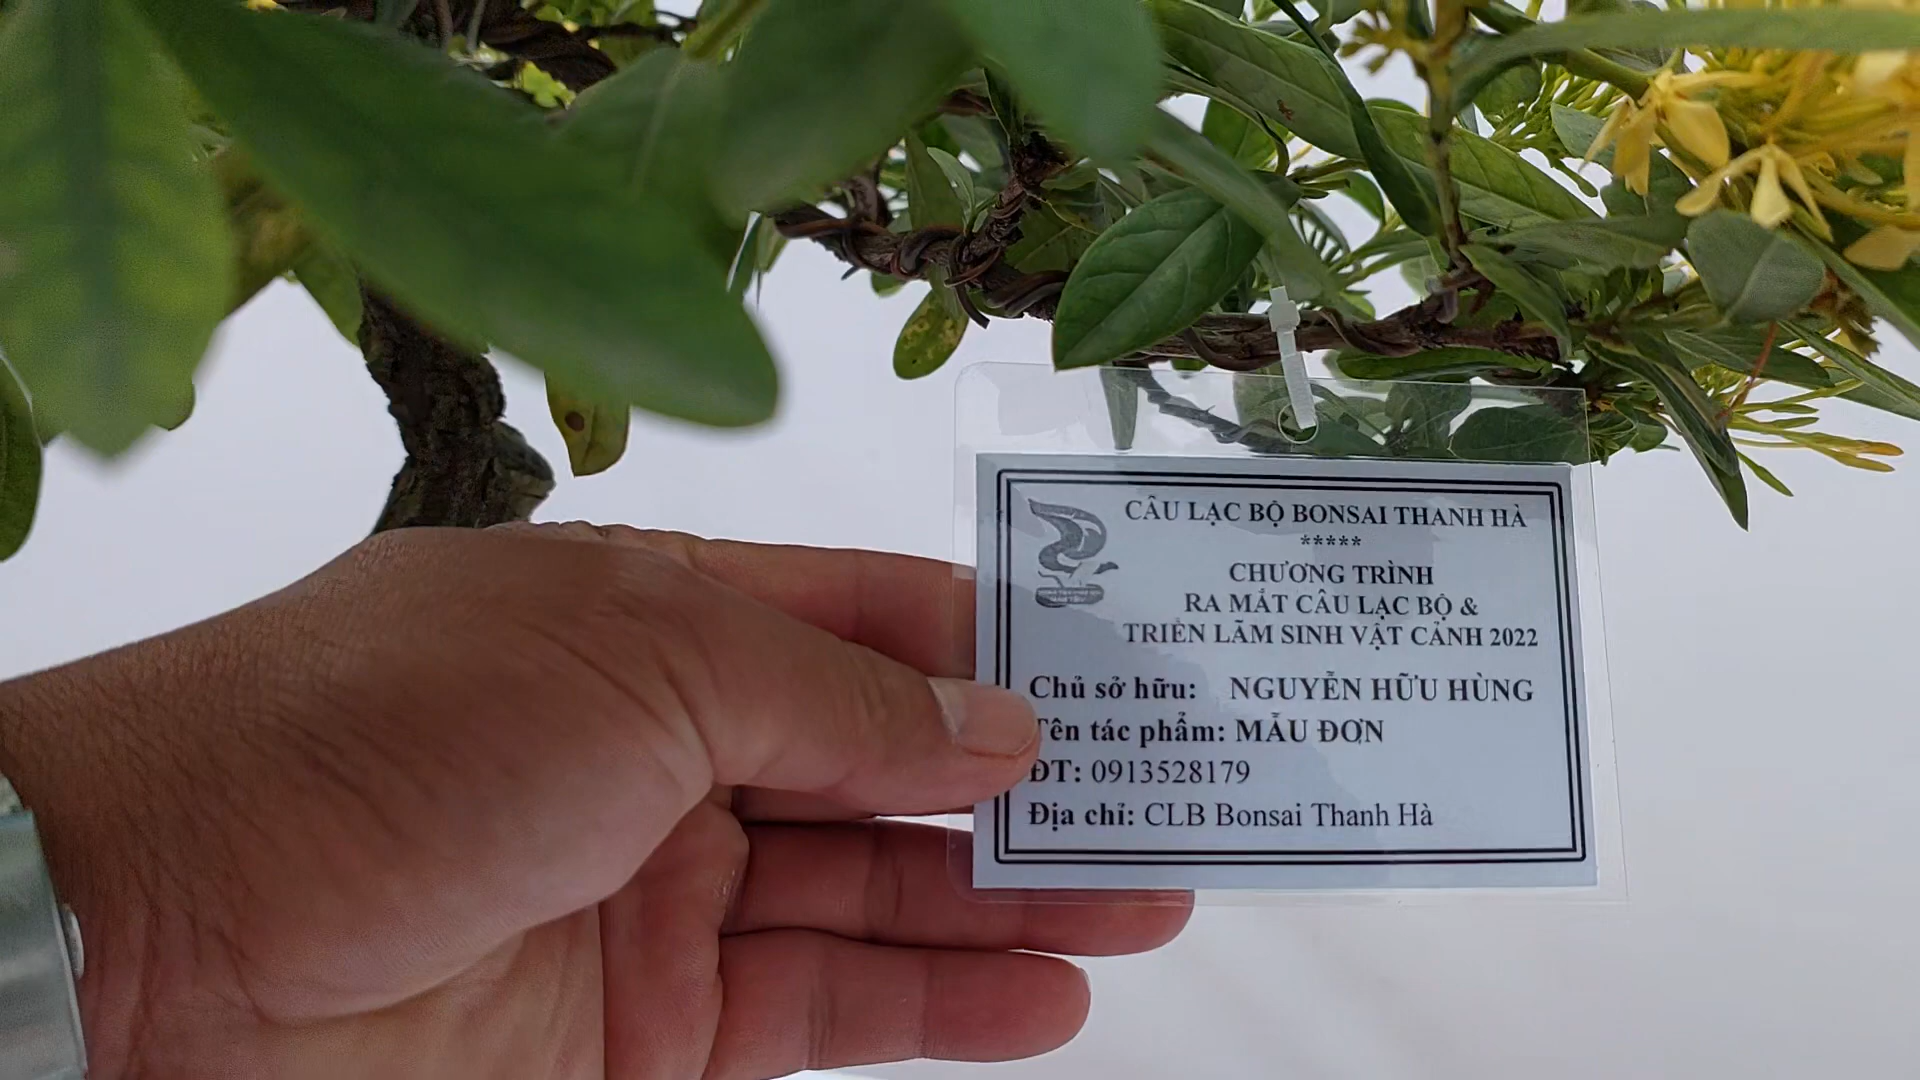 CÂU LẠC BỘ BONSAI THANH HÀ
*****
CHƯƠNG TRÌNH
RA MẮT CÂU LẠC BỘ &
TRIỂN LÃM SINH VẬT CẢNH 2022
Chủ sở hữu: NGUYỄN HỮU HÙNG
Tên tác phẩm: MẪU ĐƠN
ĐT: 0913528179
Địa chỉ: CLB Bonsai Thanh Hà